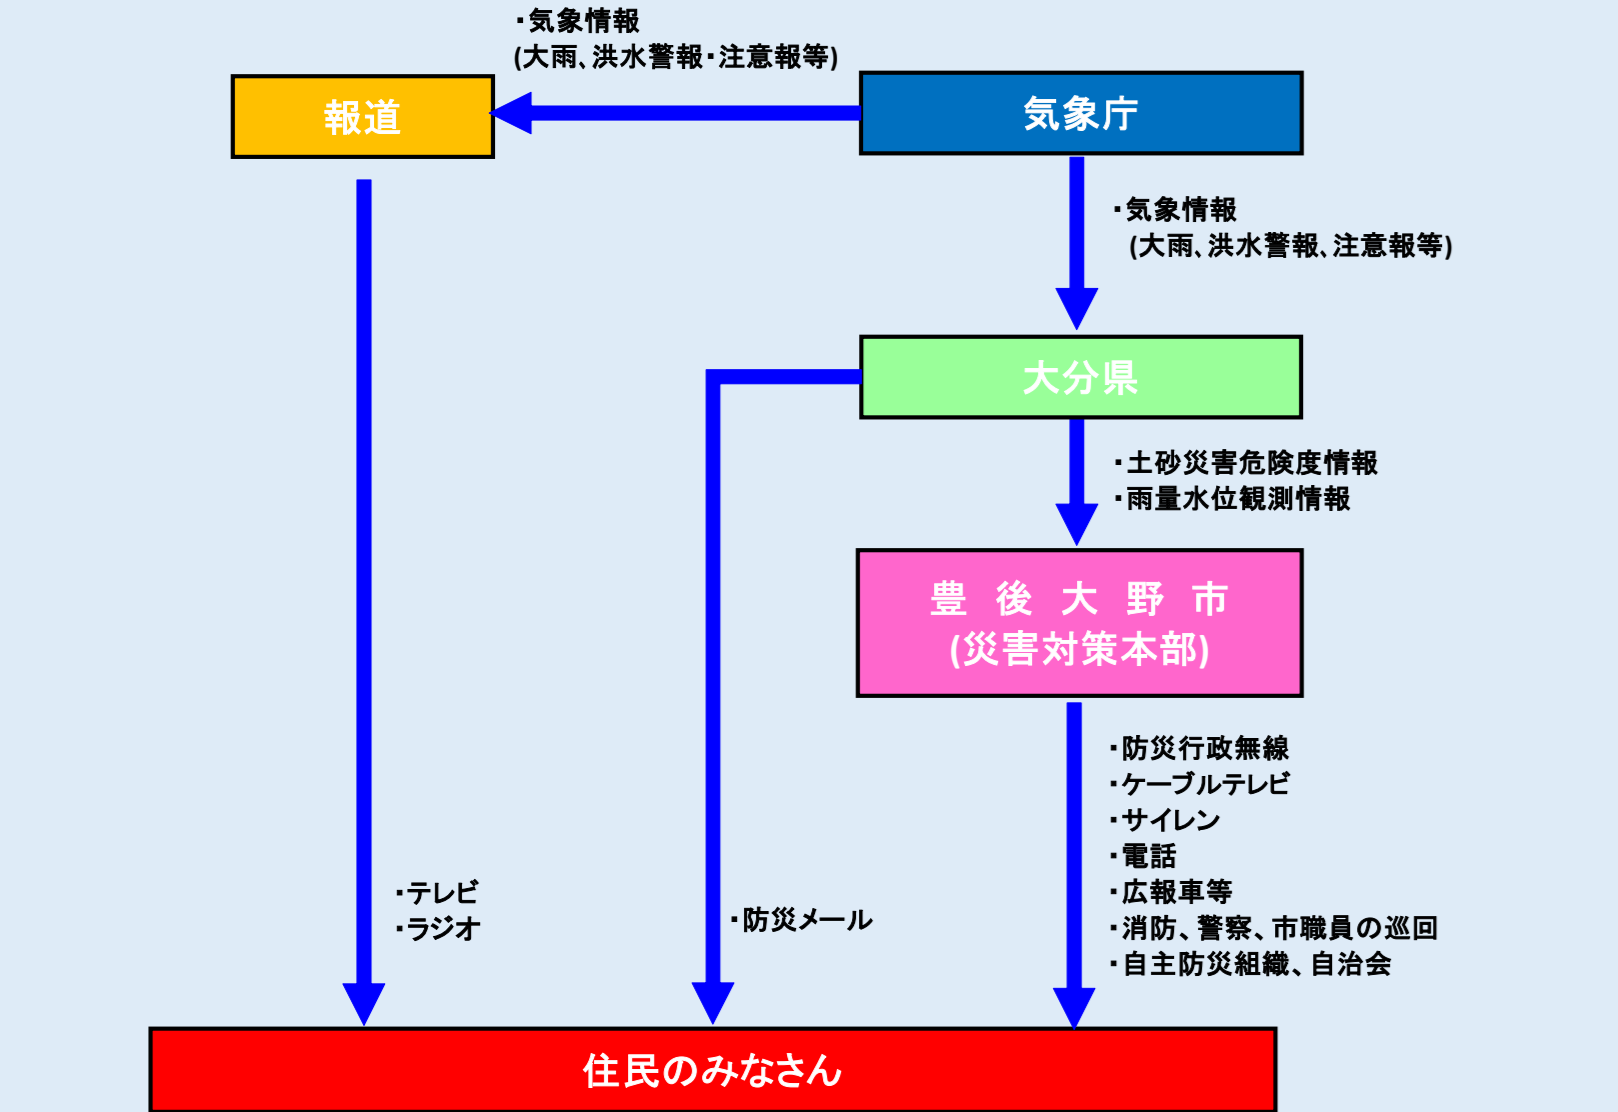 ・気象情報
(大雨、洪水警報・注意報等)
報道
気象庁
・気象情報
(大雨、洪水警報、注意報等)
大分県
・土砂災害危険度情報
・雨量水位観測情報
豊 後 大 野 市
(災害対策本部)
・防災行政無線
・ケーブルテレビ
・サイレン
・電話
・広報車等
・消防、警察、市職員の巡回
・自主防災組織、自治会
・テレビ
・ラジオ
・防災メール
住民のみなさん